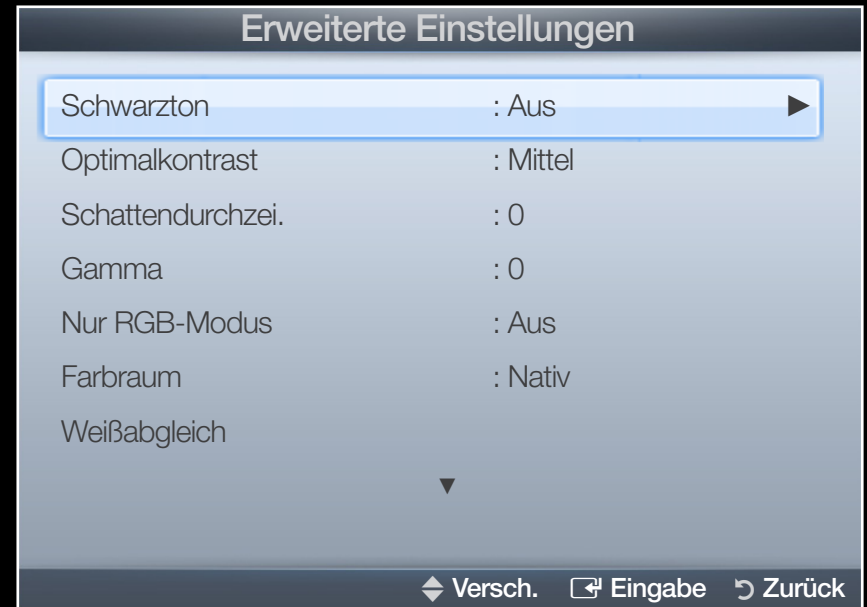 Erweiterte Einstellungen
Schwarzton : Aus ►
Optimalkontrast : Mittel
Schattendurchzei. : 0
Gamma : 0
Nur RGB-Modus : Aus
Farbraum : Nativ
Weißabgleich
▼
Versch. Eingabe Zurück